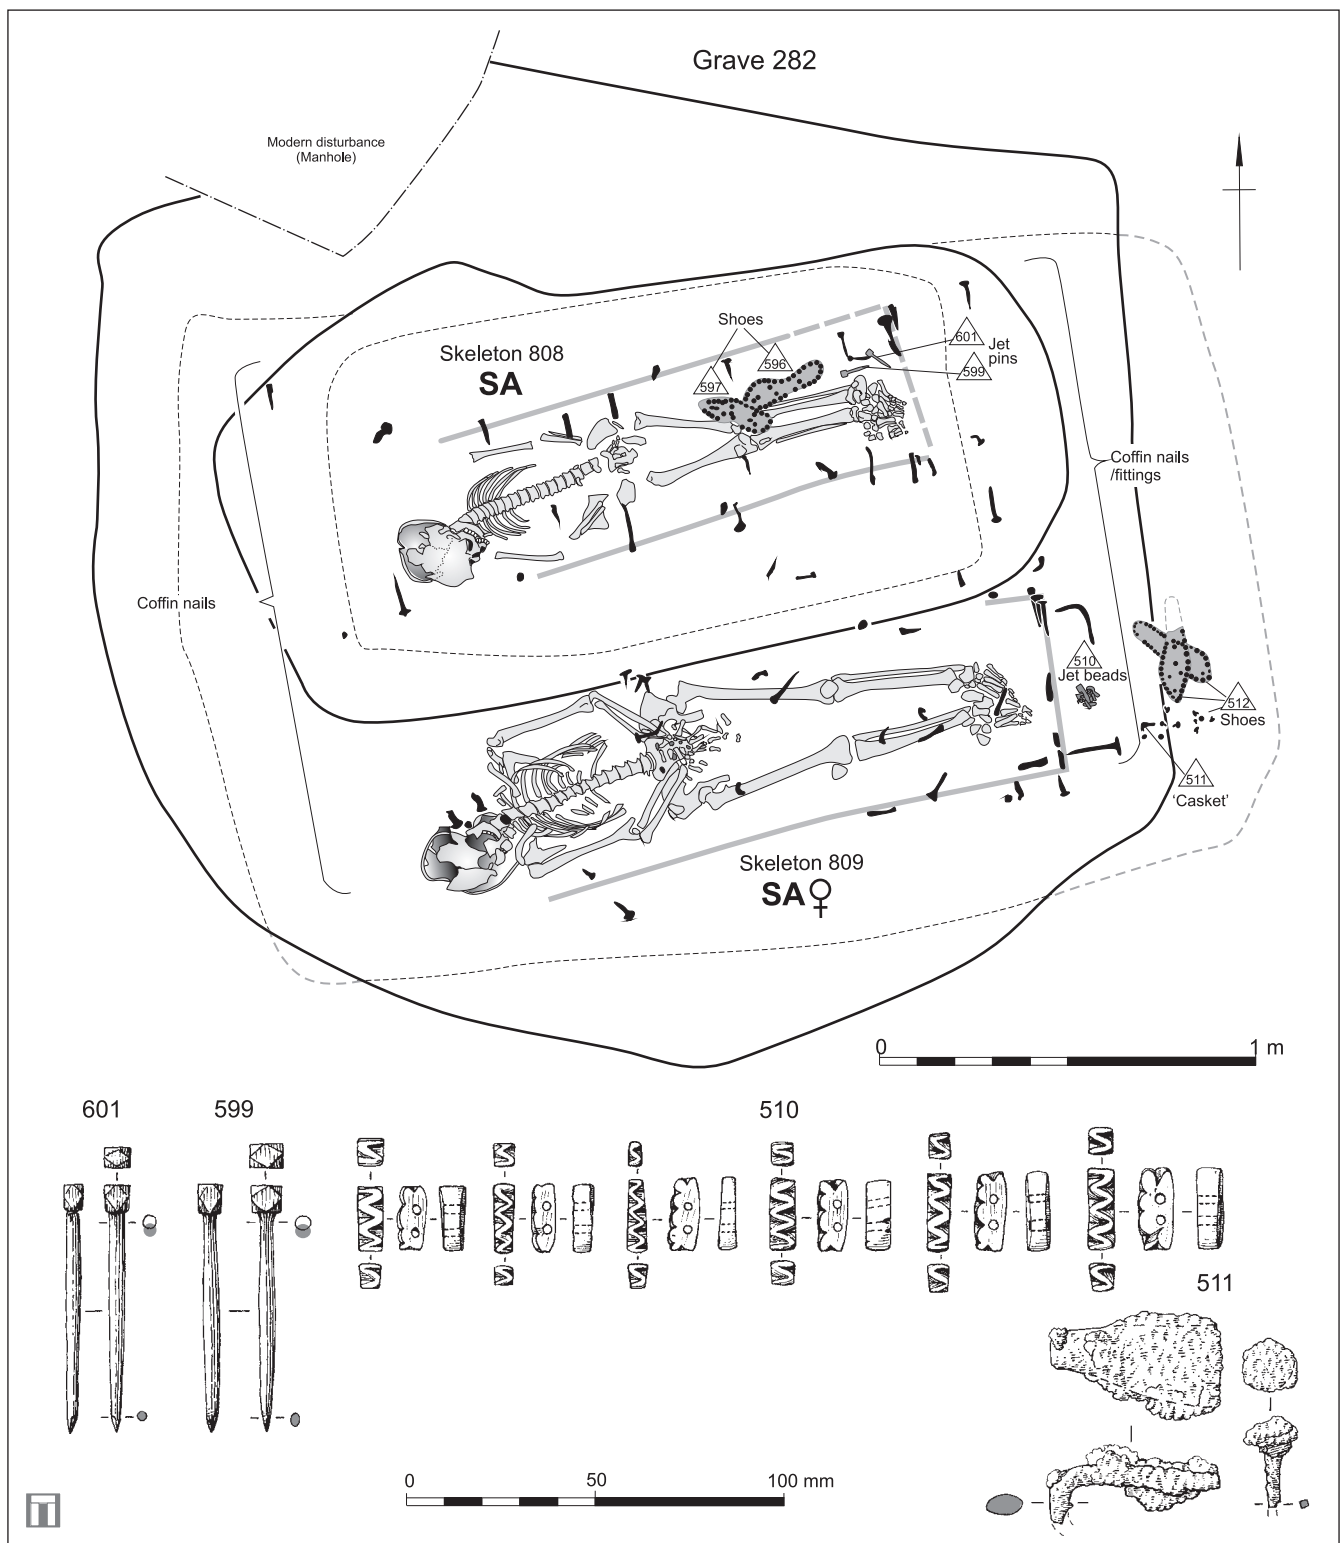 Grave 282
Modern disturbance
(Manhole)
Shoes
596
597
601
Jet
pins
599
Skeleton 808
SA
Coffin nails
/fittings
Coffin nails
510
Jet beads
512
Shoes
511
'Casket'
Skeleton 809
SA♀
0
1 m
601
599
510
511
0
50
100 mm